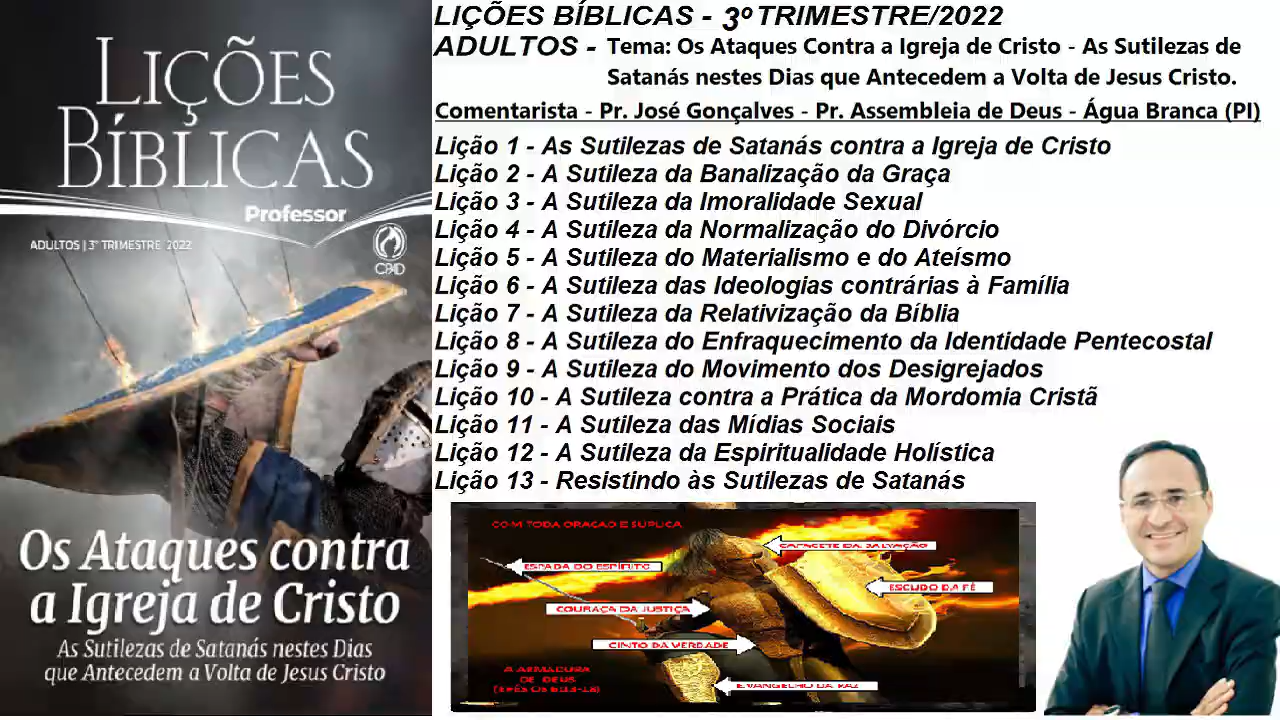 LIÇÕES
BÍBLICAS
Professor
ADULTOS | 3º TRIMESTRE 2022
CPAD
Os Ataques contra
a Igreja de Cristo
As Sutilezas de Satanás nestes Dias
que Antecedem a Volta de Jesus Cristo
LIÇÕES BÍBLICAS - 3º TRIMESTRE/2022
ADULTOS - Tema: Os Ataques Contra a Igreja de Cristo - As Sutilezas de
Satanás nestes Dias que Antecedem a Volta de Jesus Cristo.
Comentarista - Pr. José Gonçalves - Pr. Assembleia de Deus - Água Branca (PI)
Lição 1 - As Sutilezas de Satanás contra a Igreja de Cristo
Lição 2 - A Sutileza da Banalização da Graça
Lição 3 - A Sutileza da Imoralidade Sexual
Lição 4 - A Sutileza da Normalização do Divórcio
Lição 5 - A Sutileza do Materialismo e do Ateísmo
Lição 6 - A Sutileza das Ideologias contrárias à Família
Lição 7 - A Sutileza da Relativização da Bíblia
Lição 8 - A Sutileza do Enfraquecimento da Identidade Pentecostal
Lição 9 - A Sutileza do Movimento dos Desigrejados
Lição 10 - A Sutileza contra a Prática da Mordomia Cristã
Lição 11 - A Sutileza das Mídias Sociais
Lição 12 - A Sutileza da Espiritualidade Holística
Lição 13 - Resistindo às Sutilezas de Satanás
COM TODA ORAÇAO E SUPLICA
CAPACETE DA SALVAÇÃO
ESPADA DO ESPÍRITO
ESCUDO DA FÉ
COURAÇA DA JUSTIÇA
CINTO DA VERDADE
A ARMADURA
DE DEUS
EVANGELHO DA PAZ